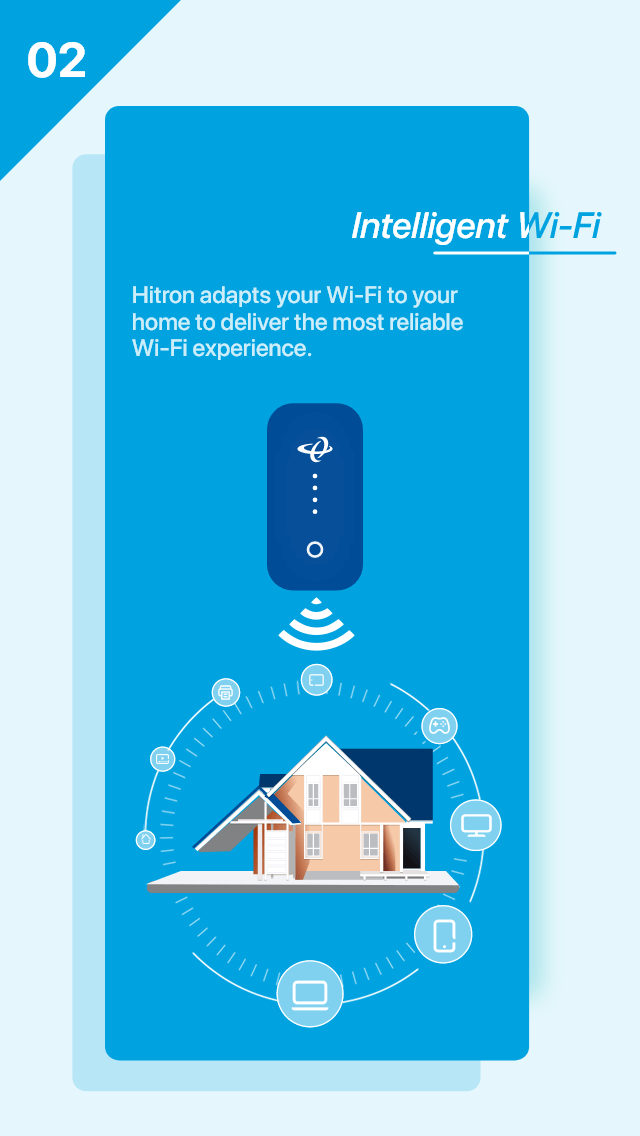 02
Intelligent Wi-Fi
Hitron adapts your Wi-Fi to your
home to deliver the most reliable
Wi-Fi experience.